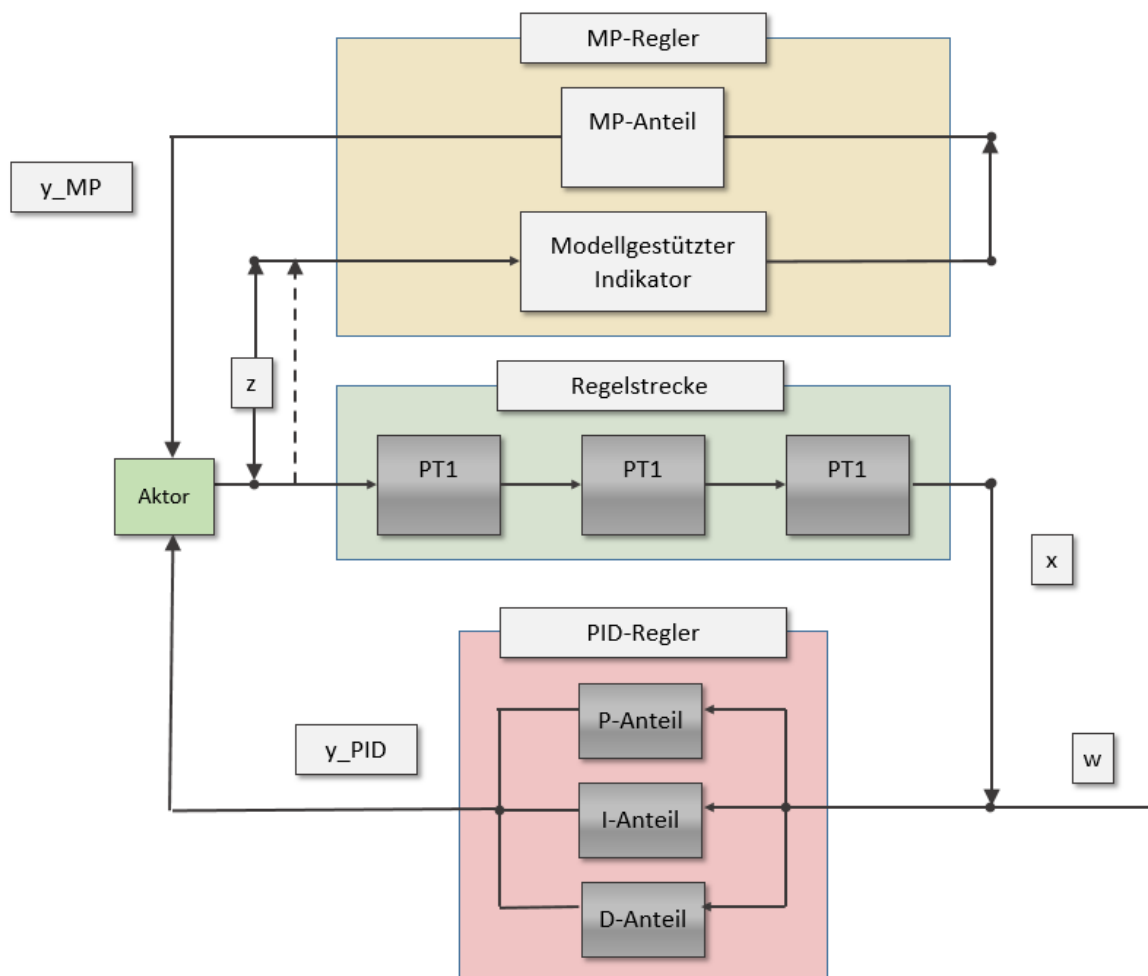 MP-Regler
MP-Anteil
y_MP
Modellgestützter
Indikator
z
Regelstrecke
PT1
PT1
PT1
Aktor
x
PID-Regler
P-Anteil
y_PID
w
I-Anteil
D-Anteil